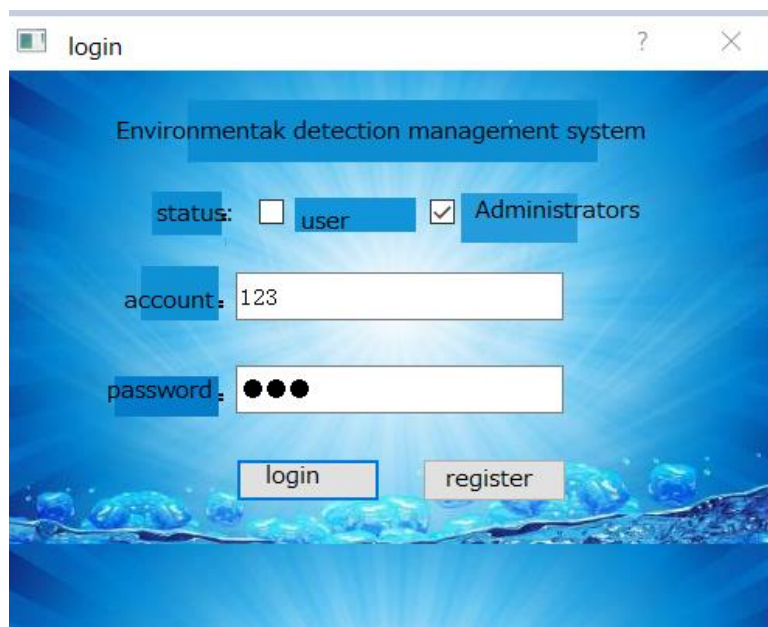 login ?
Environmentak detection management system
status: user Administrators
account: 123
password: ●●●
login register